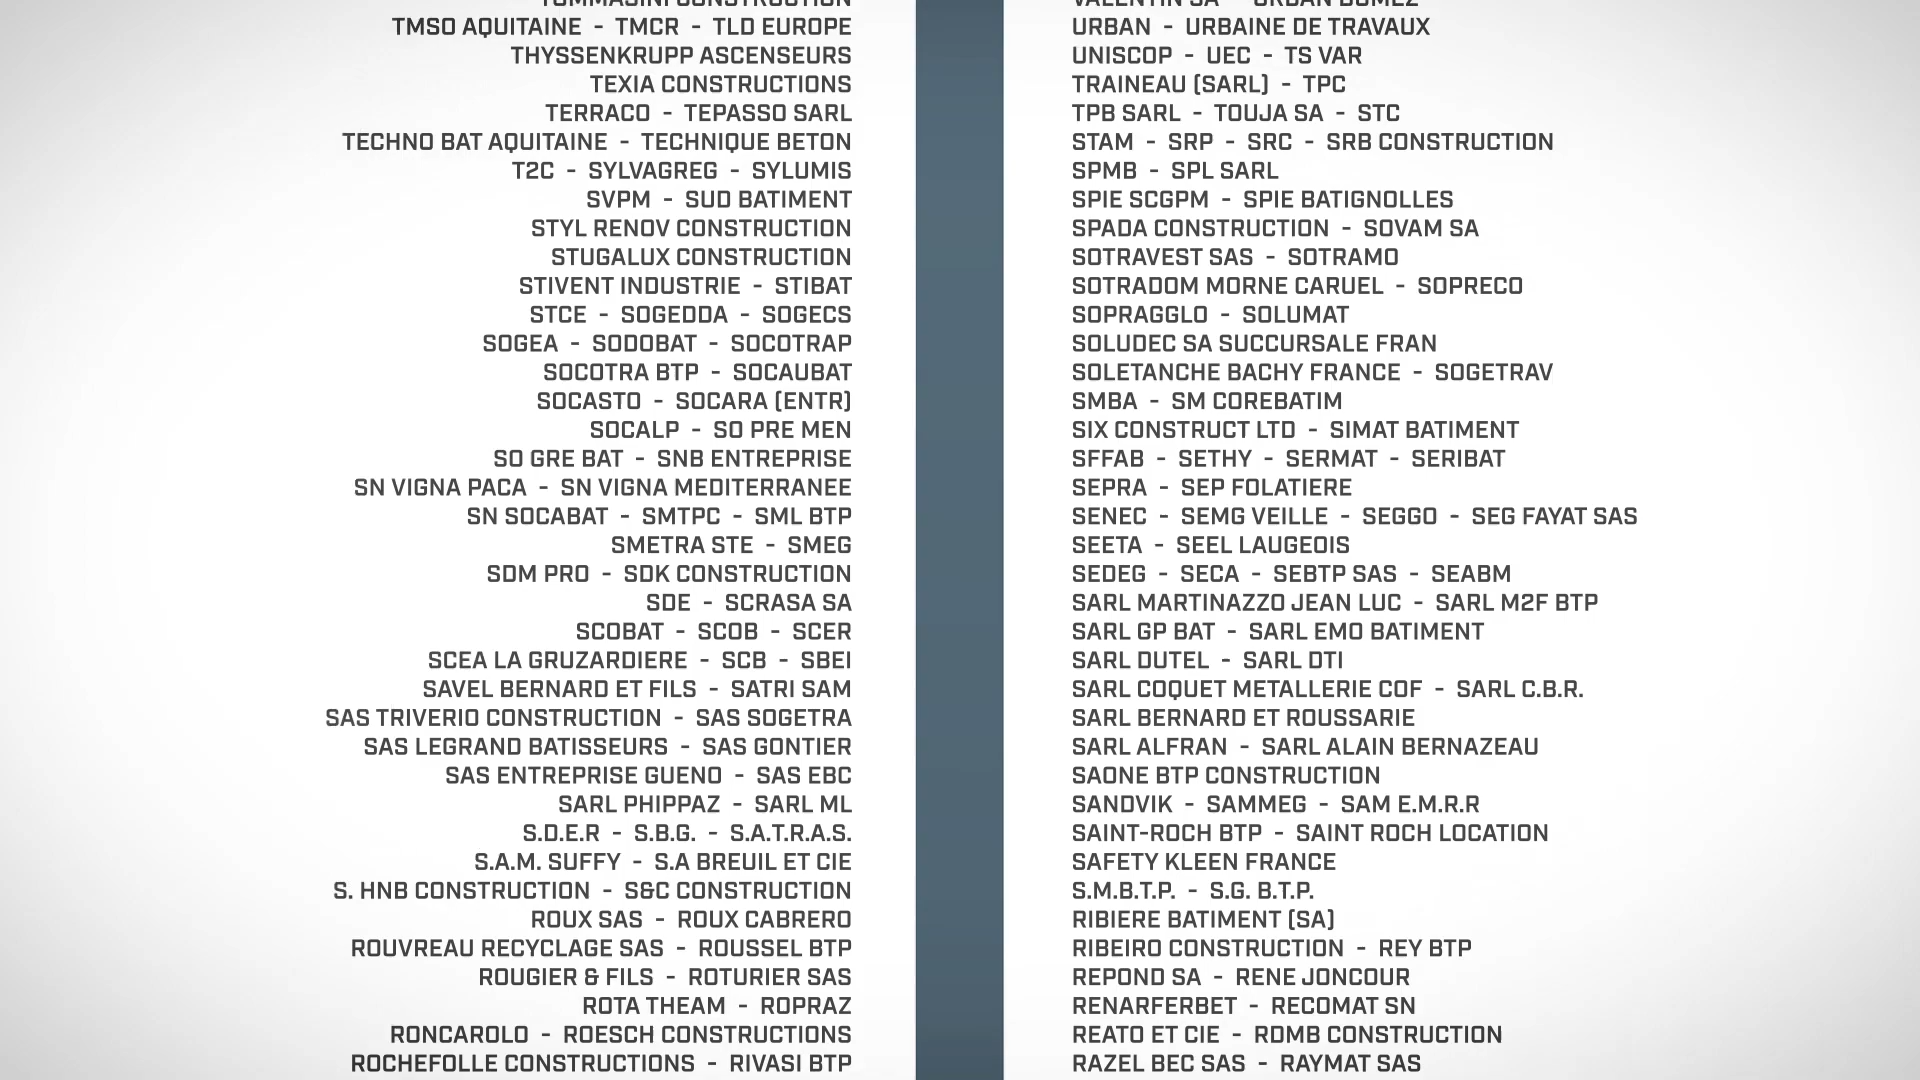 TOMMASINI CONSTRUCTION
TMSO AQUITAINE - TMCR - TLD EUROPE
THYSSENKRUPP ASCENSEURS
TEXIA CONSTRUCTIONS
TERRACO - TEPASSO SARL
TECHNO BAT AQUITAINE - TECHNIQUE BETON
T2C - SYLVAGREG - SYLUMIS
SVPM - SUD BATIMENT
STYL RENOV CONSTRUCTION
STUGALUX CONSTRUCTION
STIVENT INDUSTRIE - STIBAT
STCE - SOGEDDA - SOGECS
SOGEA - SODOBAT - SOCOTRAP
SOCOTRA BTP - SOCAUBAT
SOCASTO - SOCARA (ENTR)
SOCALP - SO PRE MEN
SO GRE BAT - SNB ENTREPRISE
SN VIGNA PACA - SN VIGNA MEDITERRANEE
SN SOCABAT - SMTPC - SML BTP
SMETRA STE - SMEG
SDM PRO - SDK CONSTRUCTION
SDE - SCRASA SA
SCOBAT - SCOB - SCER
SCEA LA GRUZARDIERE - SCB - SBEI
SAVEL BERNARD ET FILS - SATRI SAM
SAS TRIVERIO CONSTRUCTION - SAS SOGETRA
SAS LEGRAND BATISSEURS - SAS GONTIER
SAS ENTREPRISE GUENO - SAS EBC
SARL PHIPPAZ - SARL ML
S.D.E.R - S.B.G. - S.A.T.R.A.S.
S.A.M. SUFFY - S.A BREUIL ET CIE
S. HNB CONSTRUCTION - S&C CONSTRUCTION
ROUX SAS - ROUX CABRERO
ROUVREAU RECYCLAGE SAS - ROUSSEL BTP
ROUGIER & FILS - ROTURIER SAS
ROTA THEAM - ROPRAZ
RONCAROLO - ROESCH CONSTRUCTIONS
ROCHEFOLLE CONSTRUCTIONS - RIVASI BTP
VALENTIN SA - URBAN DUMEZ
URBAN - URBAINE DE TRAVAUX
UNISCOP - UEC - TS VAR
TRAINEAU (SARL) - TPC
TPB SARL - TOUJA SA - STC
STAM - SRP - SRC - SRB CONSTRUCTION
SPMB - SPL SARL
SPIE SCGPM - SPIE BATIGNOLLES
SPADA CONSTRUCTION - SOVAM SA
SOTRAVEST SAS - SOTRAMO
SOTRADOM MORNE CARUEL - SOPRECO
SOPRAGGLO - SOLUMAT
SOLUDEC SA SUCCURSALE FRAN
SOLETANCHE BACHY FRANCE - SOGETRAV
SMBA - SM COREBATIM
SIX CONSTRUCT LTD - SIMAT BATIMENT
SFFAB - SETHY - SERMAT - SERIBAT
SEPRA - SEP FOLATIERE
SENEC - SEMG VEILLE - SEGGO - SEG FAYAT SAS
SEETA - SEEL LAUGEOIS
SEDEG - SECA - SEBTP SAS - SEABM
SARL MARTINAZZO JEAN LUC - SARL M2F BTP
SARL GP BAT - SARL EMO BATIMENT
SARL DUTEL - SARL DTI
SARL COQUET METALLERIE COF - SARL C.B.R.
SARL BERNARD ET ROUSSARIE
SARL ALFRAN - SARL ALAIN BERNAZEAU
SAONE BTP CONSTRUCTION
SANDVIK - SAMMEG - SAM E.M.R.R
SAINT-ROCH BTP - SAINT ROCH LOCATION
SAFETY KLEEN FRANCE
S.M.B.T.P. - S.G. B.T.P.
RIBIERE BATIMENT (SA)
RIBEIRO CONSTRUCTION - REY BTP
REPOND SA - RENE JONCOUR
RENARFERBET - RECOMAT SN
REATO ET CIE - RDMB CONSTRUCTION
RAZEL BEC SAS - RAYMAT SAS